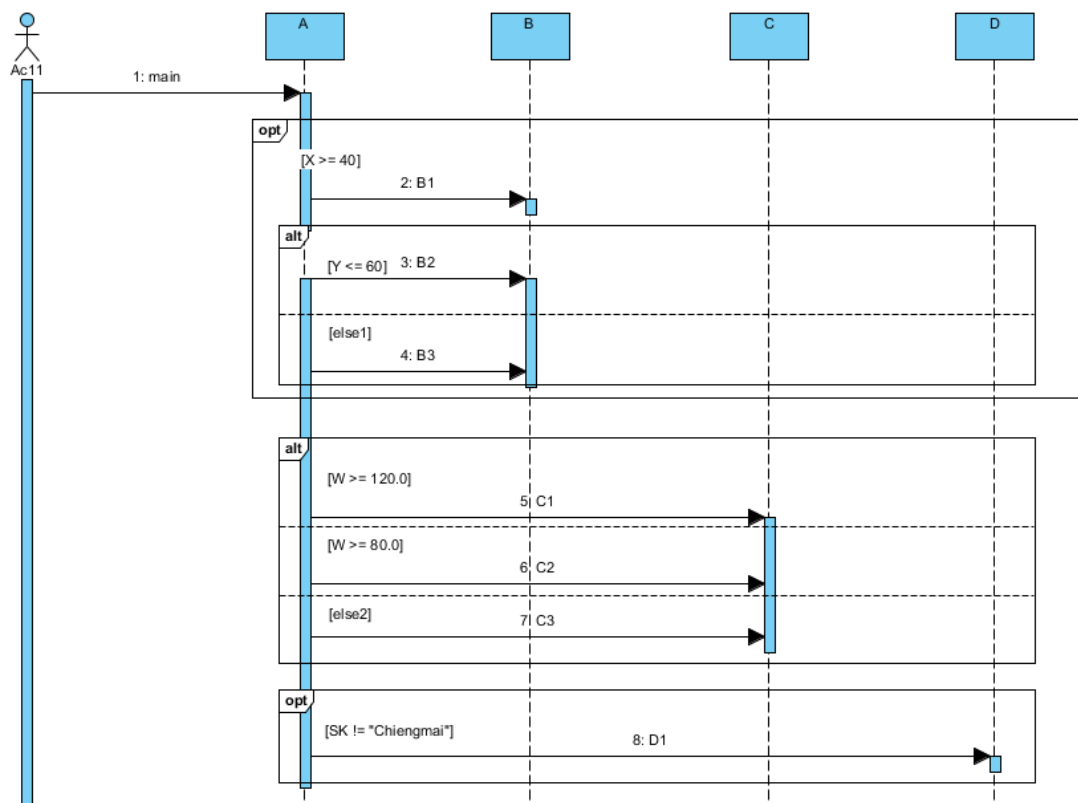 A
B
C
D
Ac11
1: main
opt
[X >= 40]
2: B1
alt
[Y <= 60]
3: B2
[else1]
4: B3
alt
[W >= 120.0]
5: C1
[W >= 80.0]
6: C2
[else2]
7: C3
opt
[SK != "Chiengmai"]
8: D1